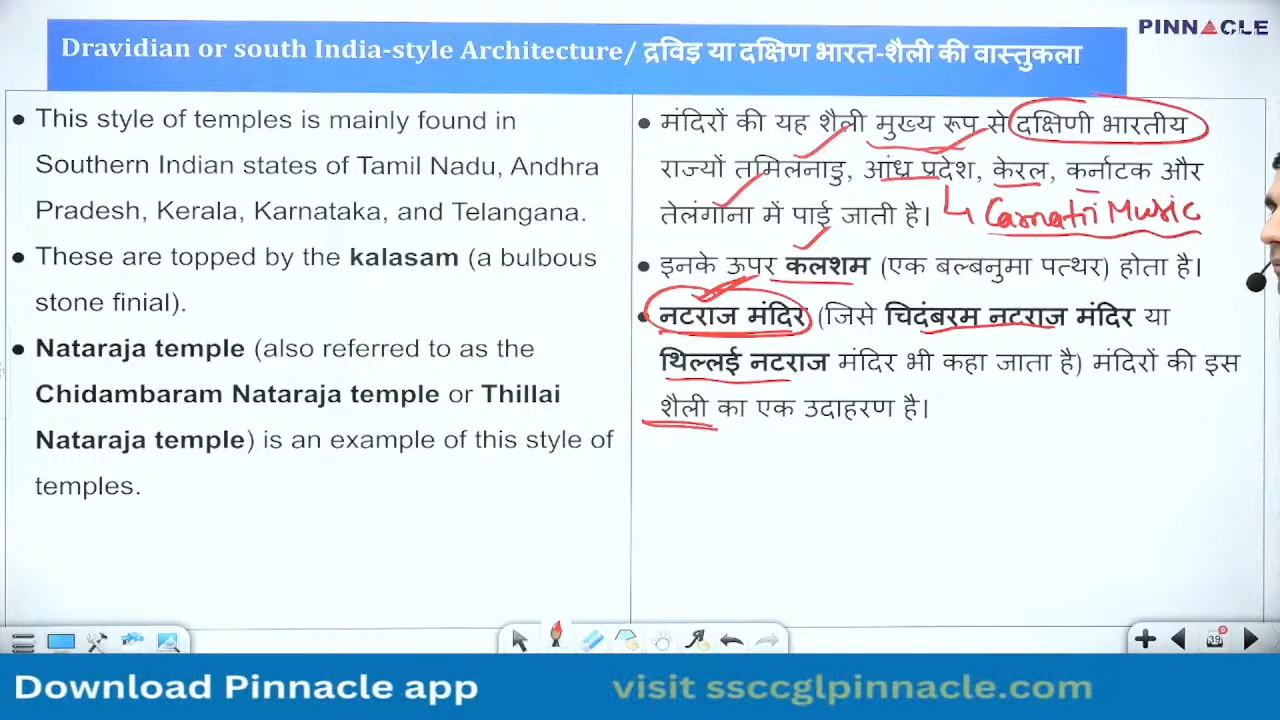 PINNACLE
Dravidian or south India-style Architecture/ द्रविड़ या दक्षिण भारत-शैली की वास्तुकला
• This style of temples is mainly found in
Southern Indian states of Tamil Nadu, Andhra
Pradesh, Kerala, Karnataka, and Telangana.
• These are topped by the kalasam (a bulbous
stone finial).
• Nataraja temple (also referred to as the
Chidambaram Nataraja temple or Thillai
Nataraja temple) is an example of this style of
temples.
• मंदिरों की यह शैली मुख्य रूप से दक्षिणी भारतीय
राज्यों तमिलनाडु, आंध्र प्रदेश, केरल, कर्नाटक और
तेलंगाना में पाई जाती है।
Music
• इनके ऊपर कलशम (एक बल्बनुमा पत्थर) होता है।
• नटराज मंदिर (जिसे चिदंबरम नटराज मंदिर या
थिल्लई नटराज मंदिर भी कहा जाता है) मंदिरों की इस
शैली का एक उदाहरण है।
39
Download Pinnacle app
visit ssccglpinnacle.com